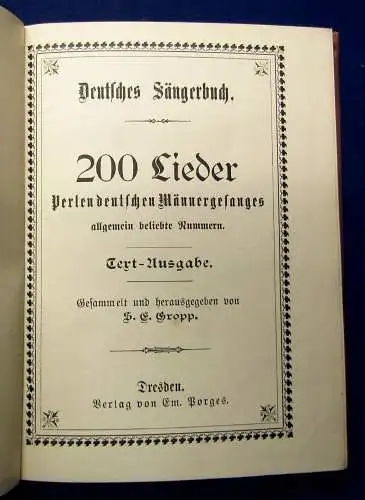 Deutsches Sängerbuch.
200 Lieder
Perlen deutschen Männergesanges
allgemein beliebte Nummern.
Text-Ausgabe.
Gesammelt und herausgegeben von
H. E. Gropp.
Dresden.
Verlag von Em. Porges.